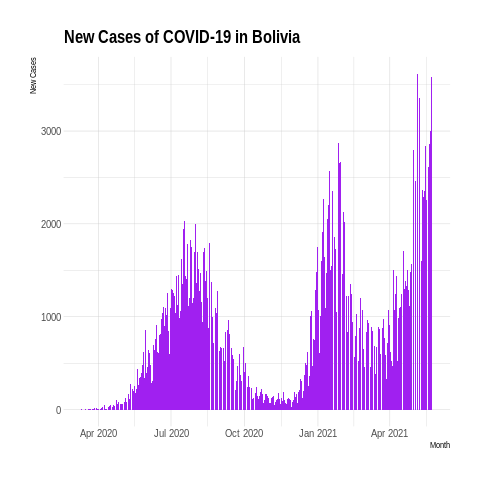 New Cases of COVID-19 in Bolivia
New Cases
3000
2000
1000
0
Apr 2020 Jul 2020 Oct 2020 Jan 2021 Apr 2021
Month